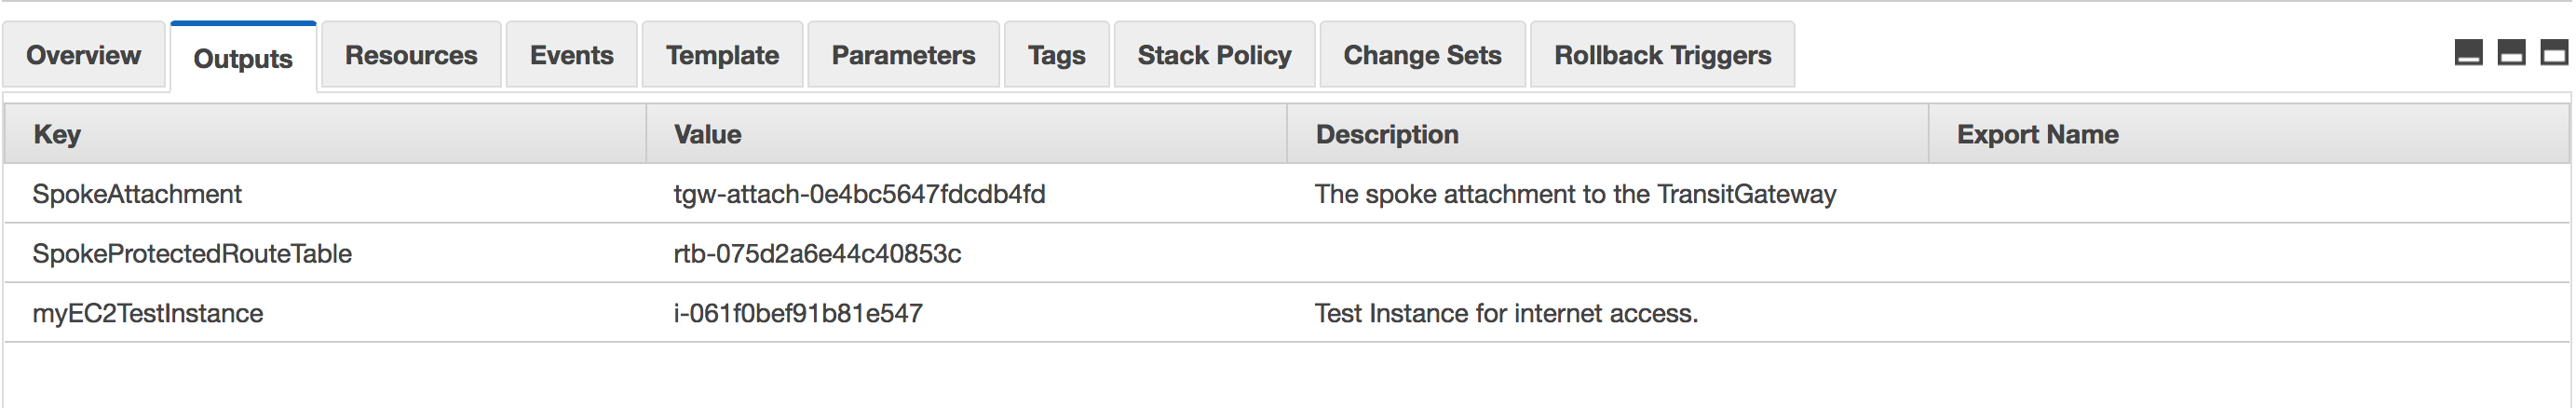 Overview Outputs Resources Events Template Parameters Tags Stack Policy Change Sets Rollback Triggers
Key Value Description Export Name
SpokeAttachment tgw-attach-0e4bc5647fdcdb4fd The spoke attachment to the TransitGateway
SpokeProtectedRouteTable rtb-075d2a6e44c40853c
myEC2TestInstance i-061f0bef91b81e547 Test Instance for internet access.